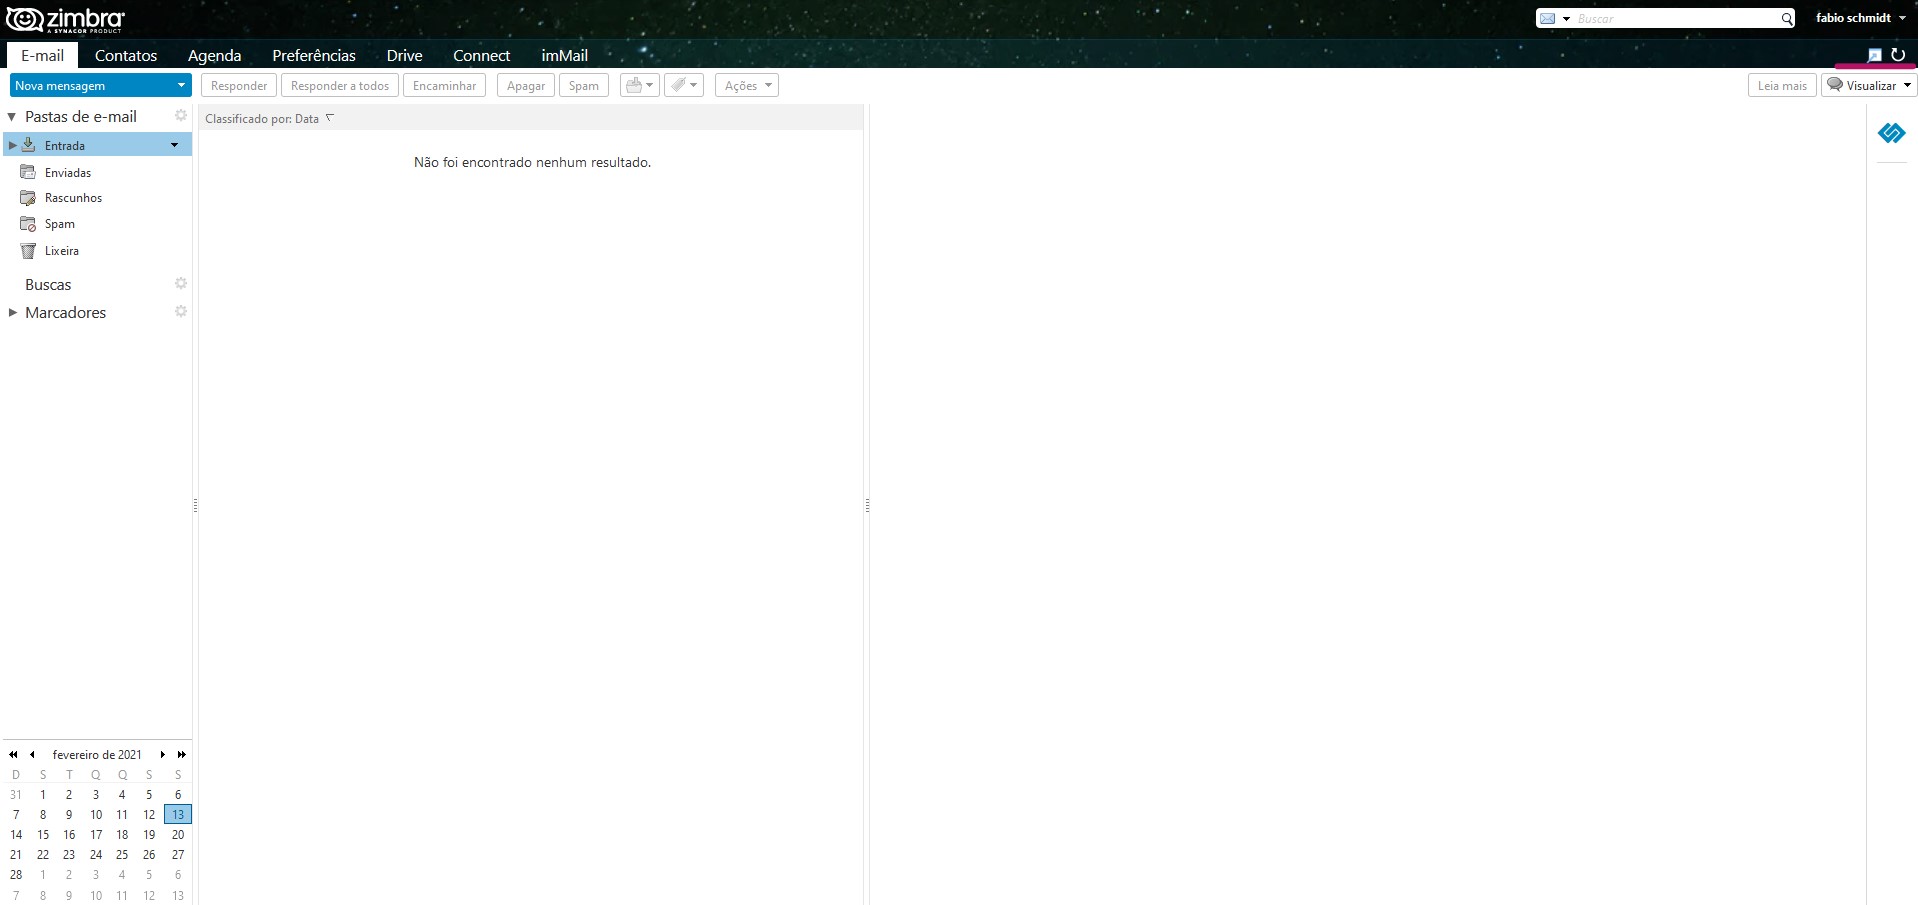 zimbra
A SYNACOR PRODUCT
Buscar
fabio schmidt
E-mail Contatos Agenda Preferências Drive Connect imMail
Nova mensagem Responder Responder a todos Encaminhar Apagar Spam Ações Leia mais Visualizar
Pastas de e-mail
Entrada
Enviadas
Rascunhos
Spam
Lixeira
Buscas
Marcadores
Classificado por: Data
Não foi encontrado nenhum resultado.
fevereiro de 2021
D S T Q Q S S
31 1 2 3 4 5 6
7 8 9 10 11 12 13
14 15 16 17 18 19 20
21 22 23 24 25 26 27
28 1 2 3 4 5 6
7 8 9 10 11 12 13